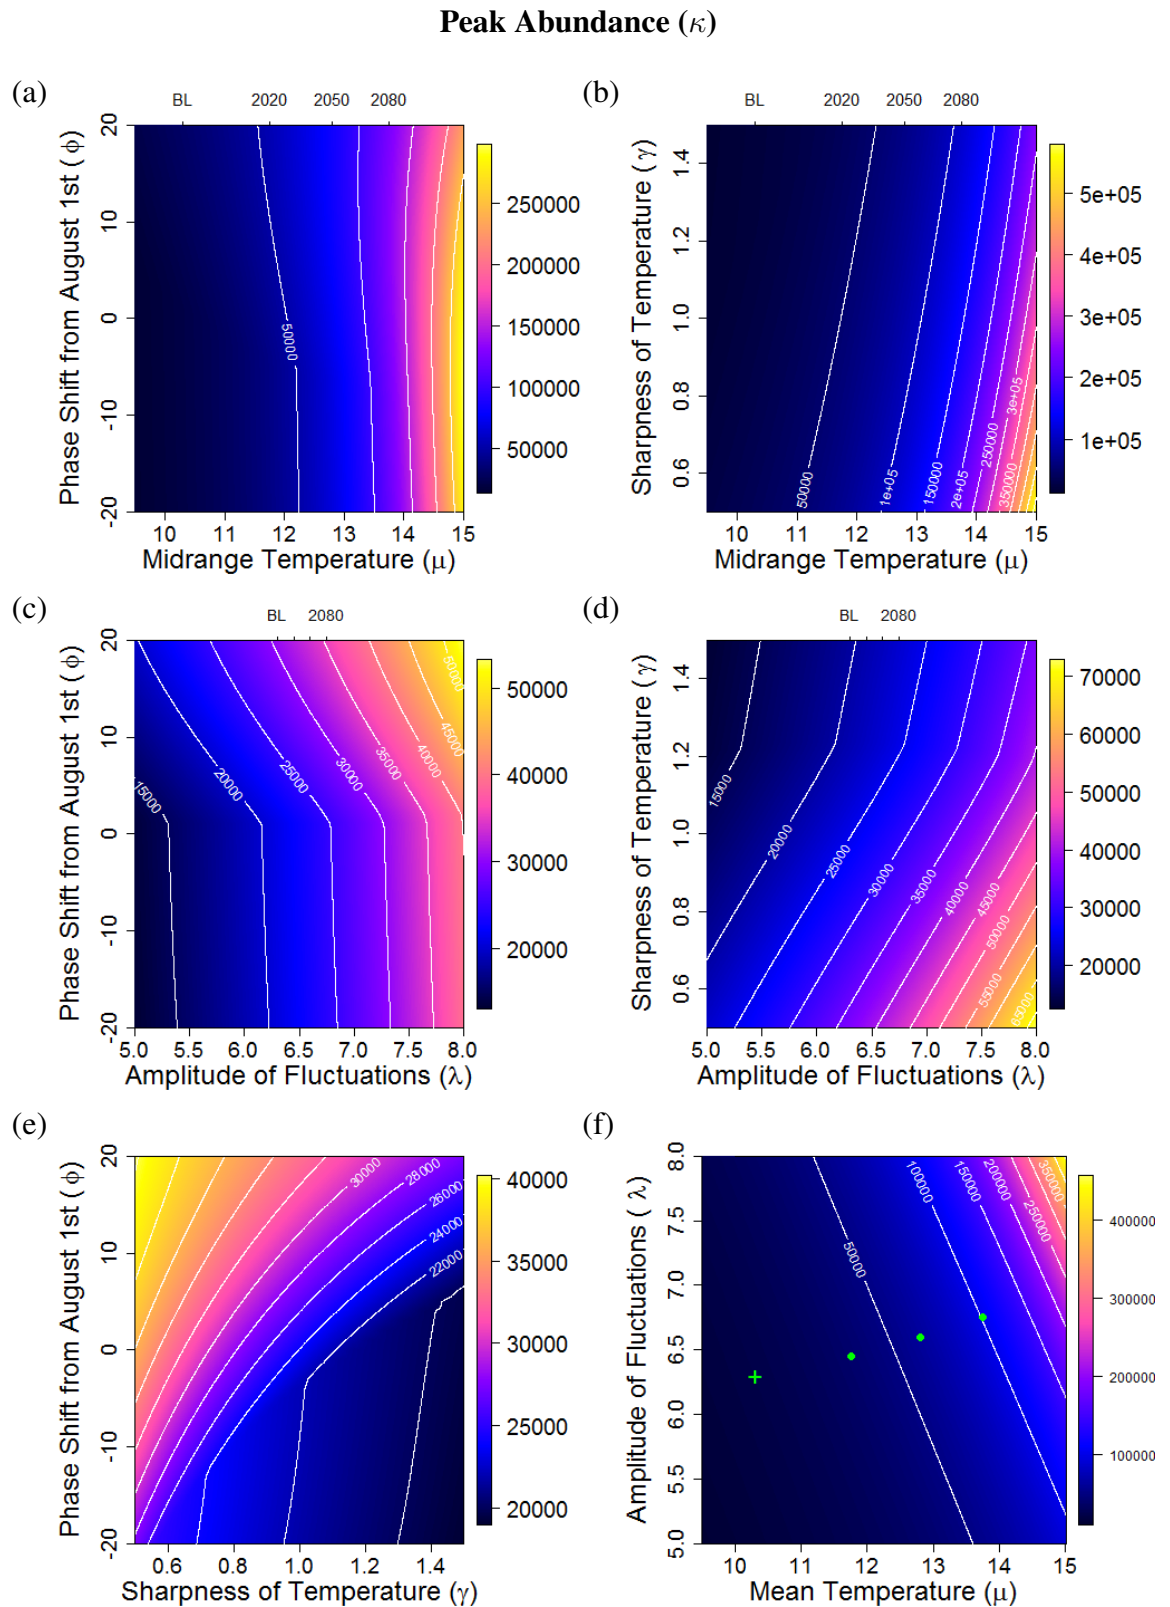 Peak Abundance (κ)
(a)
BL 2020 2050 2080
Phase Shift from August 1st ( ϕ)
20
10
0
-10
-20
50000
10 11 12 13 14 15
Midrange Temperature (μ)
250000
200000
150000
100000
50000
(b)
BL 2020 2050 2080
Sharpness of Temperature ( γ)
1.4
1.2
1.0
0.8
0.6
50000
1e+05
150000
2e+05
250000
3e+05
350000
10 11 12 13 14 15
Midrange Temperature (μ)
5e+05
4e+05
3e+05
2e+05
1e+05
(c)
BL 2080
Phase Shift from August 1st ( ϕ)
20
10
0
-10
-20
15000
20000
25000
30000
35000
40000
45000
50000
5.0 5.5 6.0 6.5 7.0 7.5 8.0
Amplitude of Fluctuations (λ)
50000
40000
30000
20000
(d)
BL 2080
Sharpness of Temperature ( γ)
1.4
1.2
1.0
0.8
0.6
15000
20000
25000
30000
35000
40000
45000
50000
55000
65000
5.0 5.5 6.0 6.5 7.0 7.5 8.0
Amplitude of Fluctuations (λ)
70000
60000
50000
40000
30000
20000
(e)
Phase Shift from August 1st ( ϕ)
20
10
0
-10
-20
30000
28000
26000
24000
22000
0.6 0.8 1.0 1.2 1.4
Sharpness of Temperature (γ)
40000
35000
30000
25000
20000
(f)
Amplitude of Fluctuations ( λ)
8.0
7.5
7.0
6.5
6.0
5.5
5.0
50000
100000
150000
200000
250000
350000
10 11 12 13 14 15
Mean Temperature (μ)
400000
300000
200000
100000